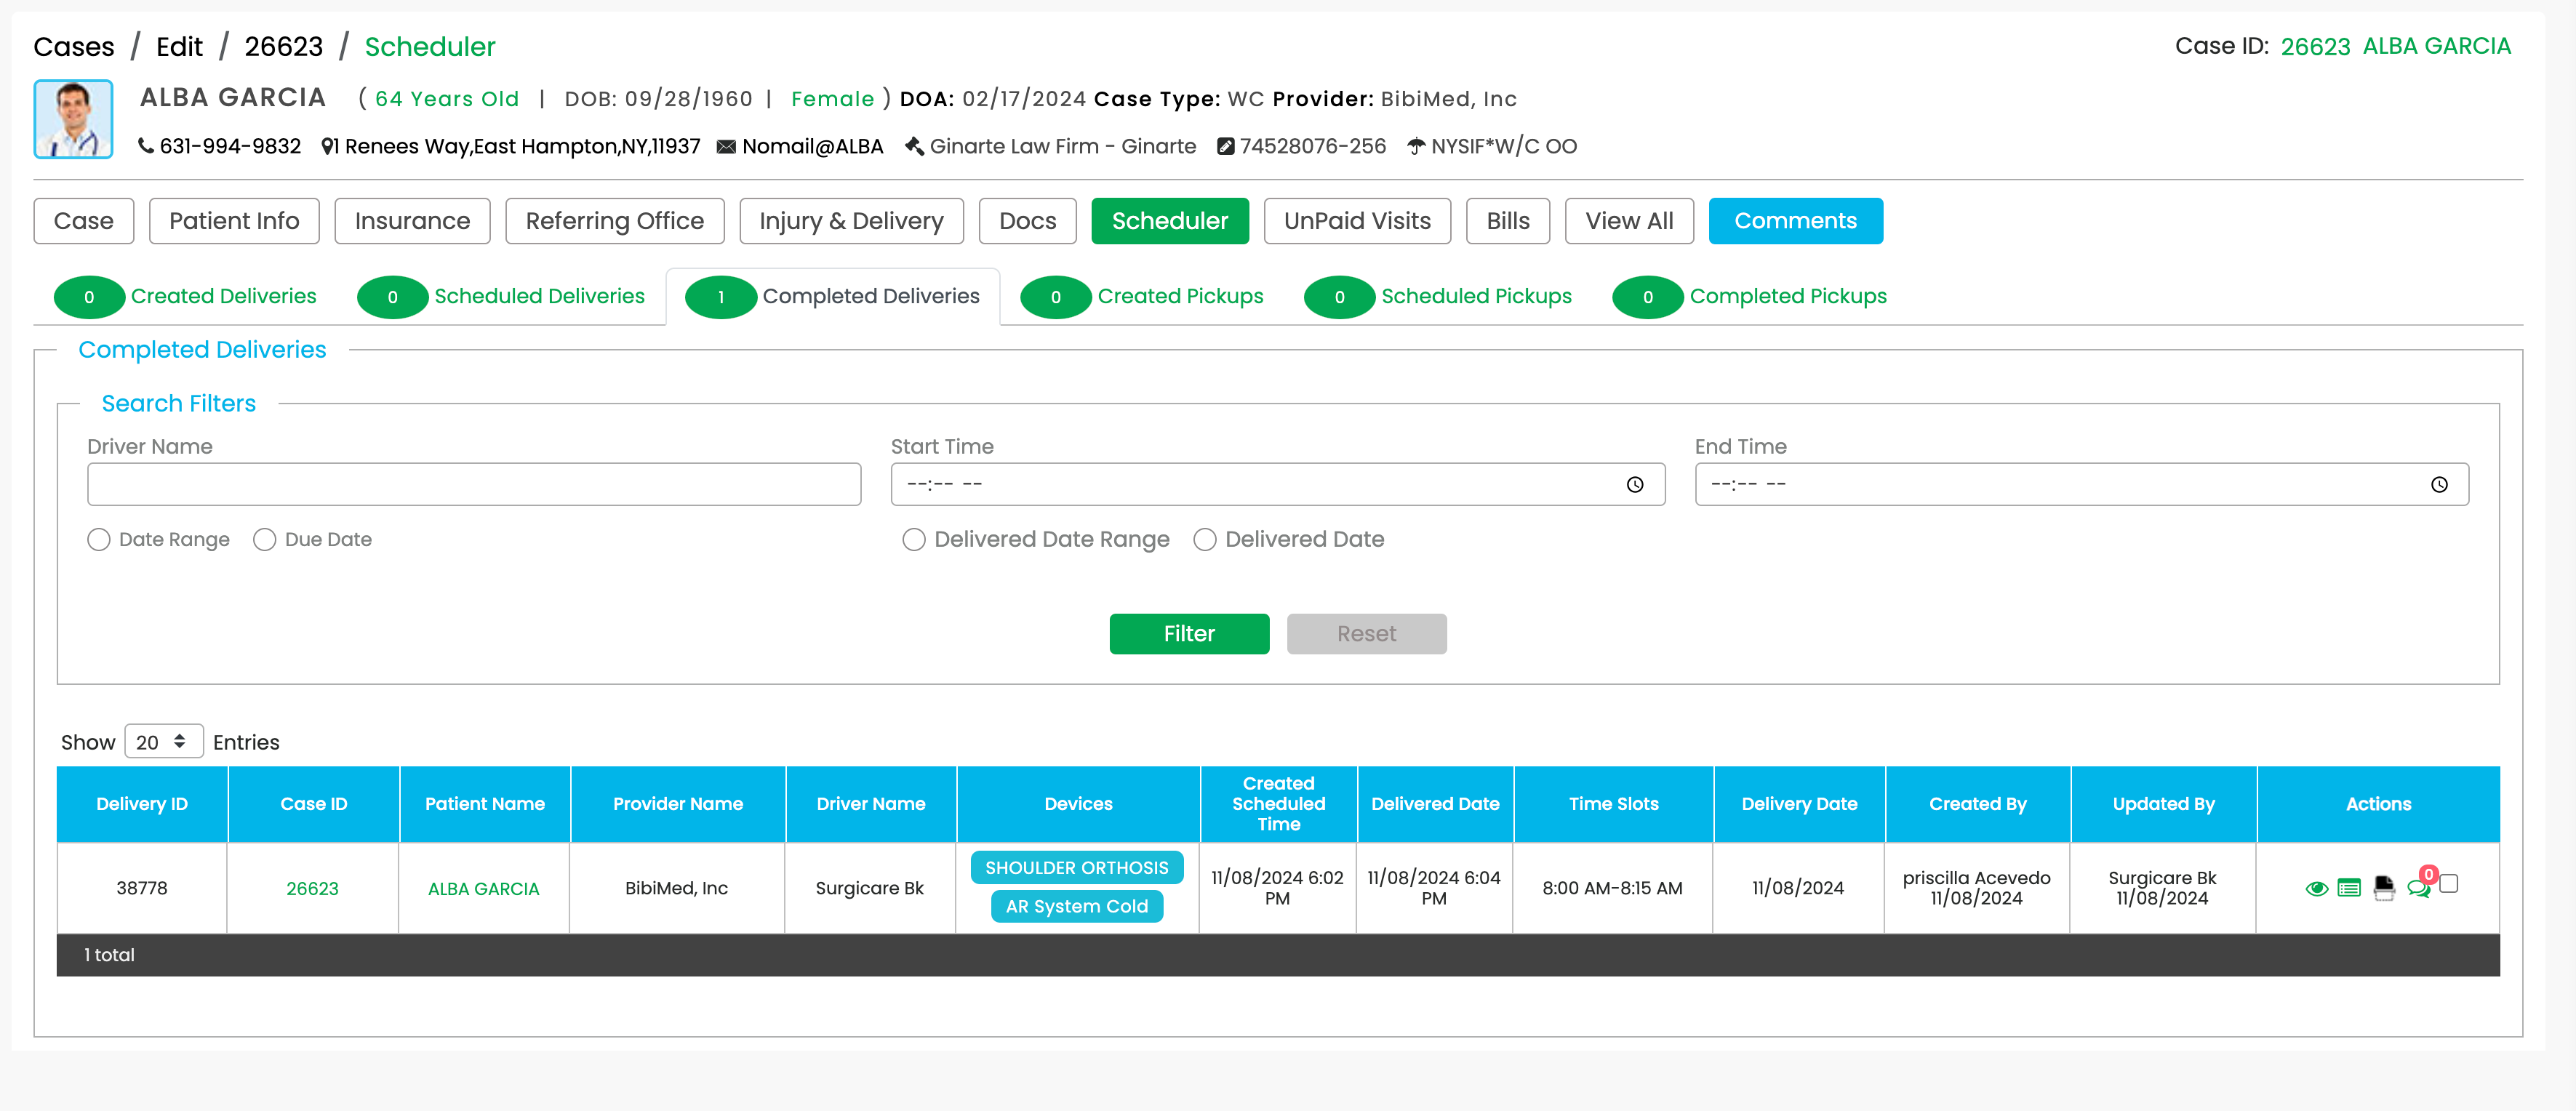 Cases / Edit / 26623 / Scheduler
Case ID: 26623 ALBA GARCIA
ALBA GARCIA ( 64 Years Old | DOB: 09/28/1960 | Female ) DOA: 02/17/2024 Case Type: WC Provider: BibiMed, Inc
631-994-9832 1 Renees Way,East Hampton,NY,11937 Nomail@ALBA Ginarte Law Firm - Ginarte 74528076-256 NYSIF*W/C OO
Case Patient Info Insurance Referring Office Injury & Delivery Docs Scheduler UnPaid Visits Bills View All Comments
0 Created Deliveries 0 Scheduled Deliveries 1 Completed Deliveries 0 Created Pickups 0 Scheduled Pickups 0 Completed Pickups
Completed Deliveries
Search Filters
Driver Name Start Time End Time
--:-- -- --:-- --
Date Range Due Date Delivered Date Range Delivered Date
Filter Reset
Show 20 Entries
Delivery ID Case ID Patient Name Provider Name Driver Name Devices Created Scheduled Time Delivered Date Time Slots Delivery Date Created By Updated By Actions
38778 26623 ALBA GARCIA BibiMed, Inc Surgicare Bk SHOULDER ORTHOSIS AR System Cold 11/08/2024 6:02 PM 11/08/2024 6:04 PM 8:00 AM-8:15 AM 11/08/2024 priscilla Acevedo 11/08/2024 Surgicare Bk 11/08/2024 0
1 total